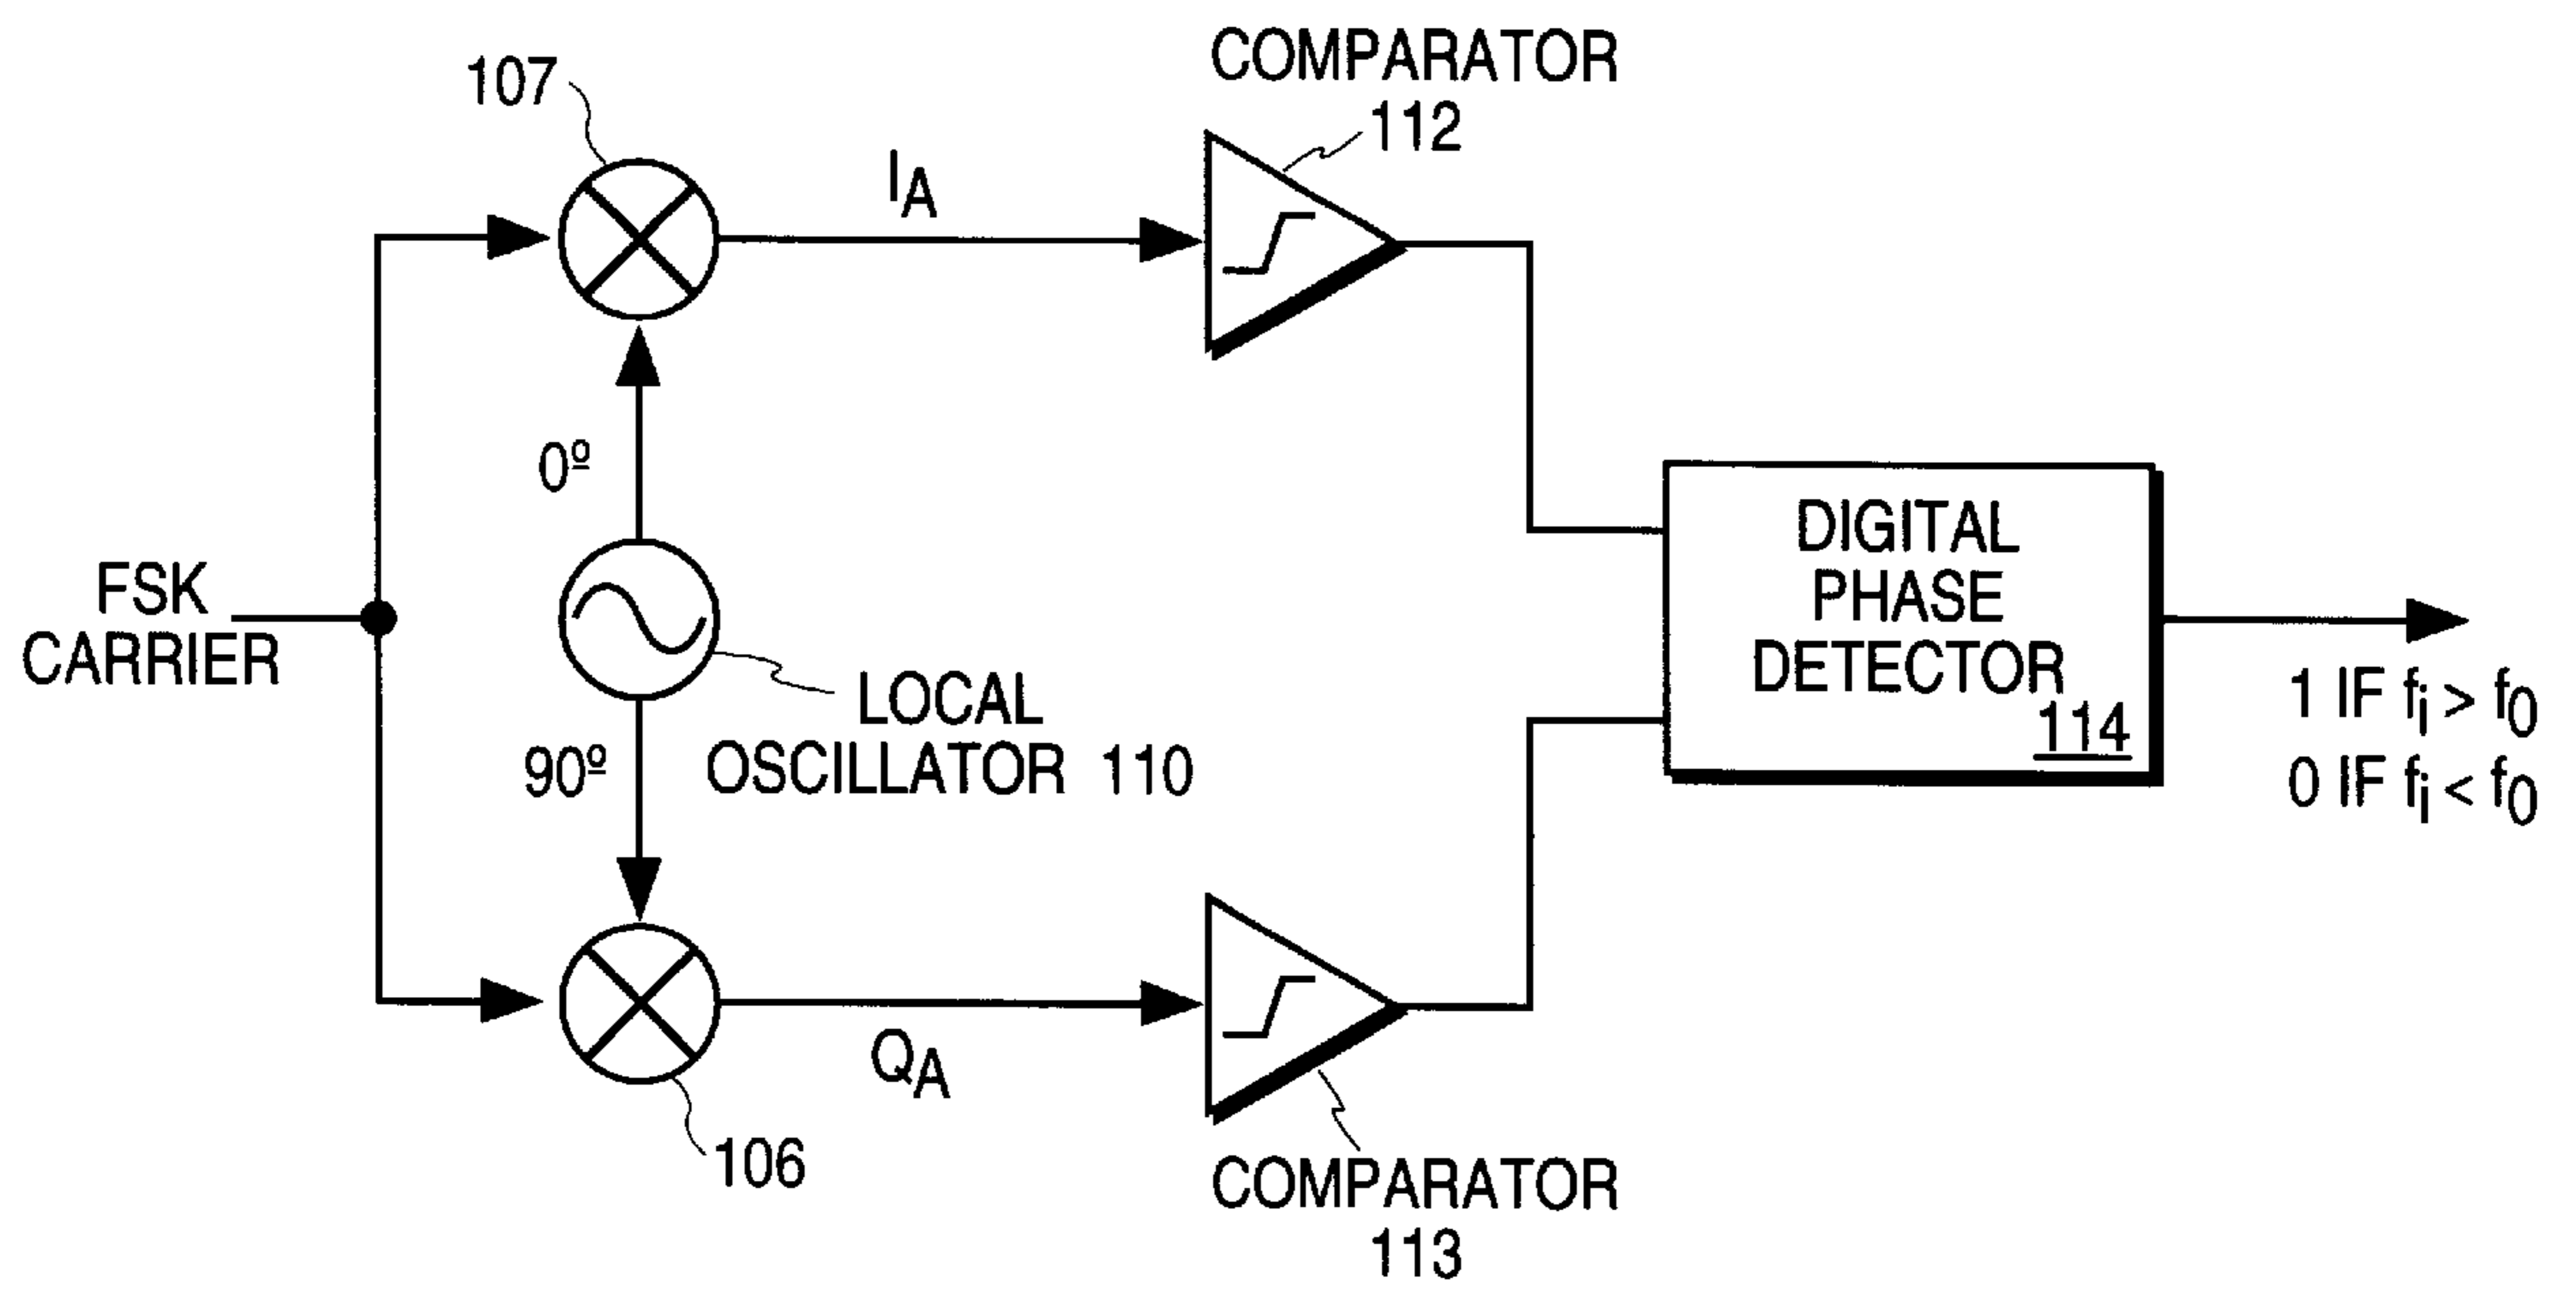 COMPARATOR
112
107
I_A
0º
FSK
CARRIER
LOCAL
OSCILLATOR 110
90º
DIGITAL
PHASE
DETECTOR
114
1 IF f_i > f_0
0 IF f_i < f_0
Q_A
106
COMPARATOR
113